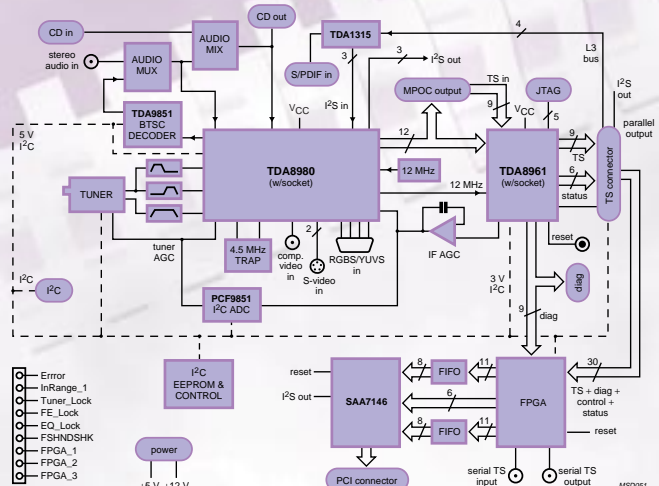 CD in
CD out
stereo
audio in
AUDIO
MUX
AUDIO
MIX
TDA1315
4
L3
bus
3
3
I²S out
S/PDIF in
I²S in
TS in
MPOC output
9
JTAG
I²S
out
parallel
output
TDA9851
BTSC
DECODER
VCC
VCC
5
5 V
I²C
12
9
TS
TDA8980
(w/socket)
12 MHz
12 MHz
TDA8961
(w/socket)
6
status
TS connector
TUNER
tuner
AGC
4.5 MHz
TRAP
comp.
video
in
2
S-video
in
RGBS/YUVS
in
IF AGC
reset
3 V
I²C
diag
I²C
I²C
PCF9851
I²C ADC
9
diag
I²C
EEPROM &
CONTROL
reset
I²S out
SAA7146
8
FIFO
11
6
8
FIFO
11
FPGA
30
TS + diag +
control +
status
reset
Errror
InRange_1
Tuner_Lock
FE_Lock
EQ_Lock
FSHNDSHK
FPGA_1
FPGA_2
FPGA_3
power
+5 V +12 V
PCI connector
serial TS
input
serial TS
output
MSD951